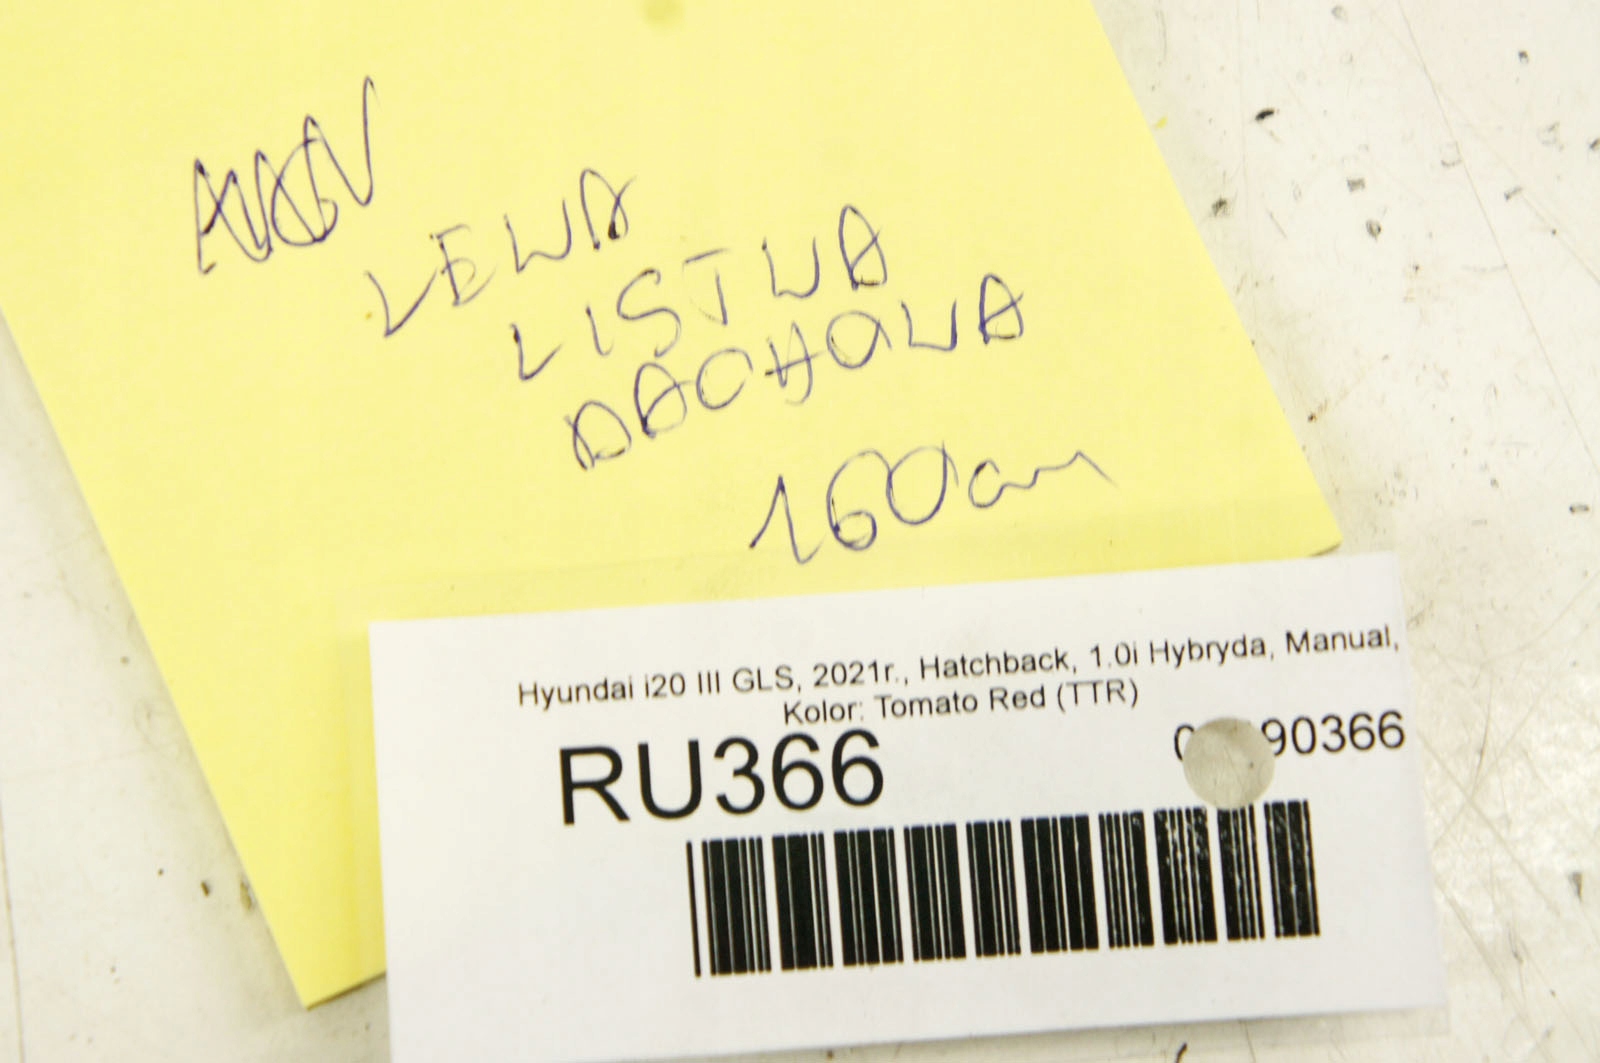 LEWA
LISTWA
DACHOWA
160cm
Hyundai i20 III GLS, 2021r., Hatchback, 1.0i Hybryda, Manual,
Kolor: Tomato Red (TTR)
RU366